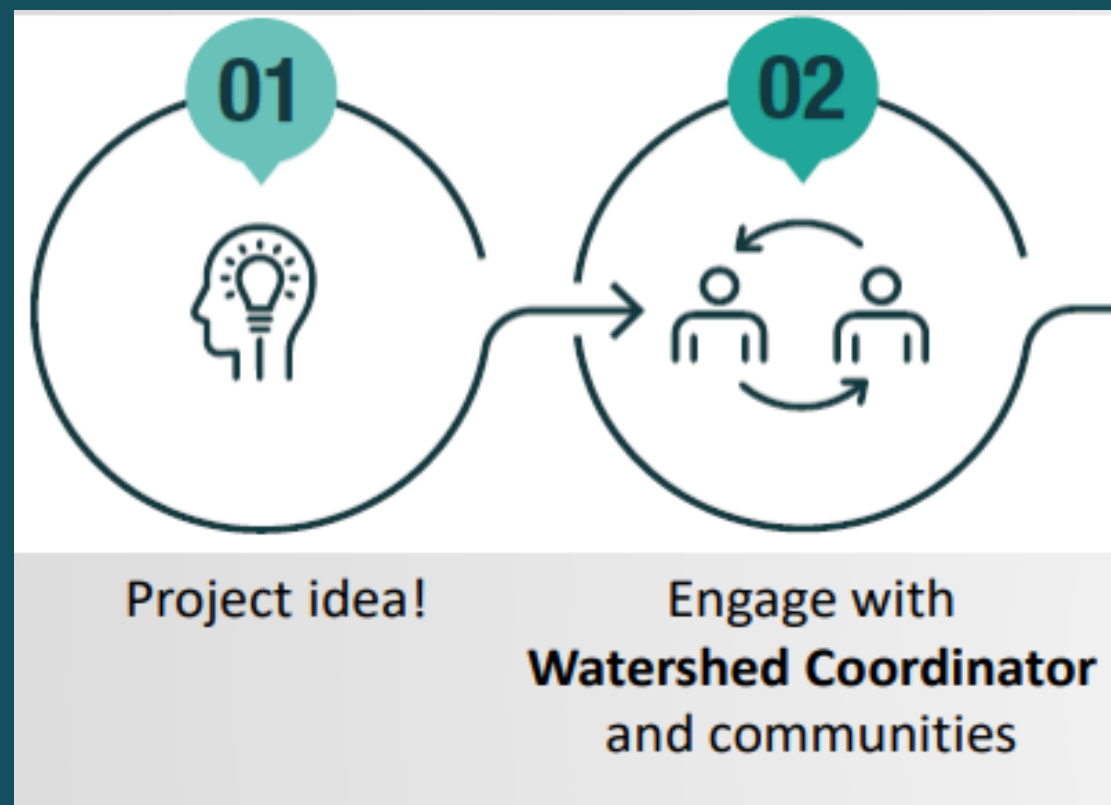 01
02
Project idea!
Engage with
Watershed Coordinator
and communities